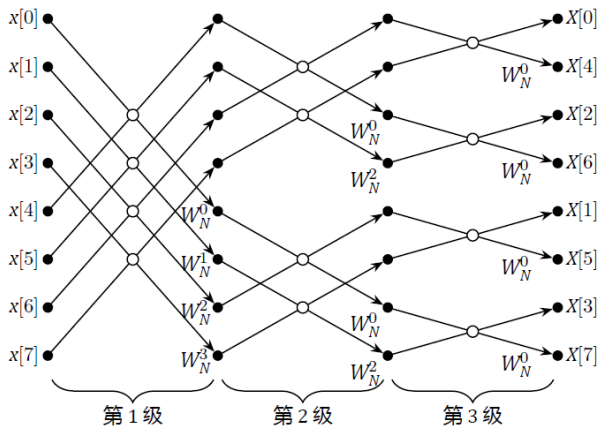 x[0] X[0]
x[1] W_N^0 X[4]
x[2] W_N^0 X[2]
x[3] W_N^2 W_N^0 X[6]
x[4] W_N^0 X[1]
x[5] W_N^1 W_N^0 X[5]
x[6] W_N^2 W_N^0 X[3]
x[7] W_N^3 W_N^2 W_N^0 X[7]
第 1 级 第 2 级 第 3 级